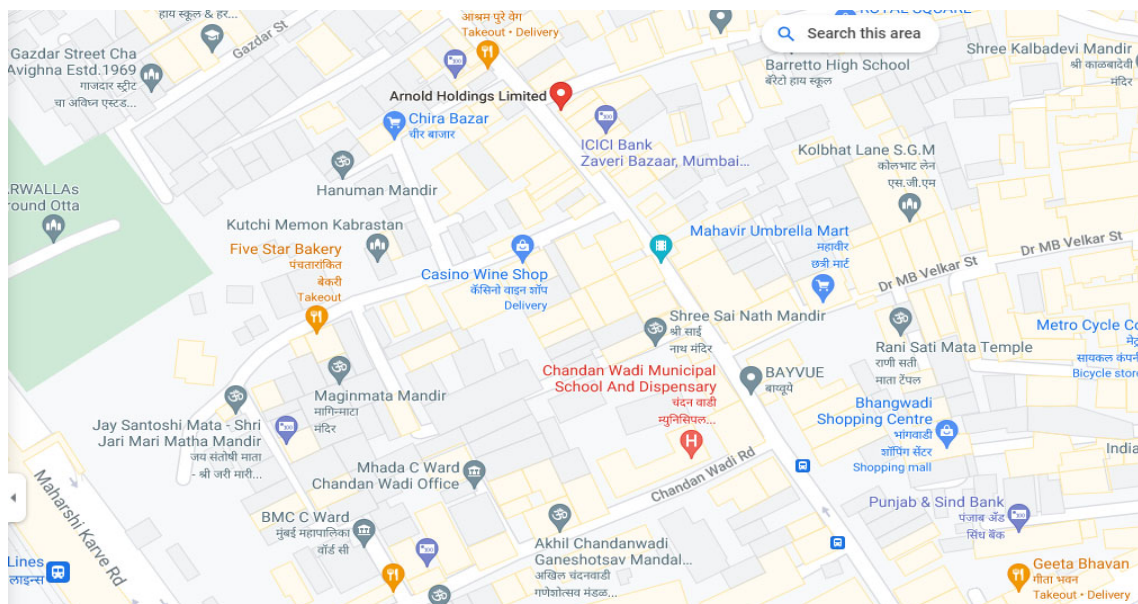 हाय स्कूल & हर...
Gazdar St
आश्रम पुरे वेग
Takeout • Delivery
ROYAL SQUARE
Search this area
Gazdar Street Cha
Avighna Estd.1969
गाजदार स्ट्रीट
चा अविघ्न एस्टड...
Barretto High School
बॅरेटो हाय स्कूल
Shree Kalbadevi Mandir
श्री काळबादेवी
मंदिर
Arnold Holdings Limited
Chira Bazar
चीर बाजार
ICICI Bank
Zaveri Bazaar, Mumbai...
Kolbhat Lane S.G.M
कोलभाट लेन
एस.जी.एम
Hanuman Mandir
ARWALLAs
round Otta
Kutchi Memon Kabrastan
Five Star Bakery
पंचतारांकित
बेकरी
Takeout
Casino Wine Shop
कॅसिनो वाइन शॉप
Delivery
Mahavir Umbrella Mart
महावीर
छत्री मार्ट
Dr MB Velkar St
Dr MB Velkar St
Shree Sai Nath Mandir
श्री साई
नाथ मंदिर
Rani Sati Mata Temple
राणी सती
माता टेंपल
Metro Cycle Co
सायकल कंपनी
Bicycle store
Chandan Wadi Municipal
School And Dispensary
चंदन वाडी
म्युनिसिपल...
BAYVUE
बाय्वूये
Maginmata Mandir
मागिन्माटा
मंदिर
Bhangwadi
Shopping Centre
भांगवाडी
शॉपिंग सेंटर
Shopping mall
Jay Santoshi Mata - Shri
Jari Mari Matha Mandir
जय संतोषी माता
- श्री जरी मारी...
H
India
Chandan Wadi Rd
Mhada C Ward
Chandan Wadi Office
Maharshi Karve Rd
Punjab & Sind Bank
पंजाब अँड
सिंध बँक
BMC C Ward
मुंबई महापालिका
वॉर्ड सी
Akhil Chandanwadi
Ganeshotsav Mandal...
अखिल चंदनवाडी
गणेशोत्सव मंडळ...
Lines
लाइन्स
Geeta Bhavan
गीता भवन
Takeout • Delivery